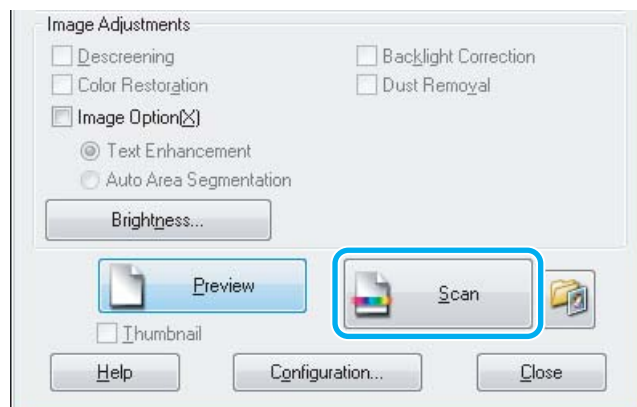 Image Adjustments
Descreening Backlight Correction
Color Restoration Dust Removal
Image Option(X)
Text Enhancement
Auto Area Segmentation
Brightness...
Preview Scan
Thumbnail
Help Configuration... Close